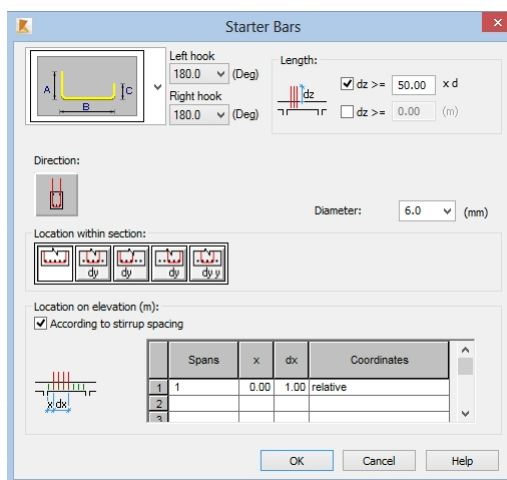 Starter Bars
Left hook
180.0 (Deg)
Right hook
180.0 (Deg)
A
B
C
Length:
dz
dz >= 50.00 x d
dz >= 0.00 (m)
Direction:
Diameter: 6.0 (mm)
Location within section:
dy dy dy dy y
Location on elevation (m):
According to stirrup spacing
x dx
Spans x dx Coordinates
1 1 0.00 1.00 relative
2
3
OK Cancel Help